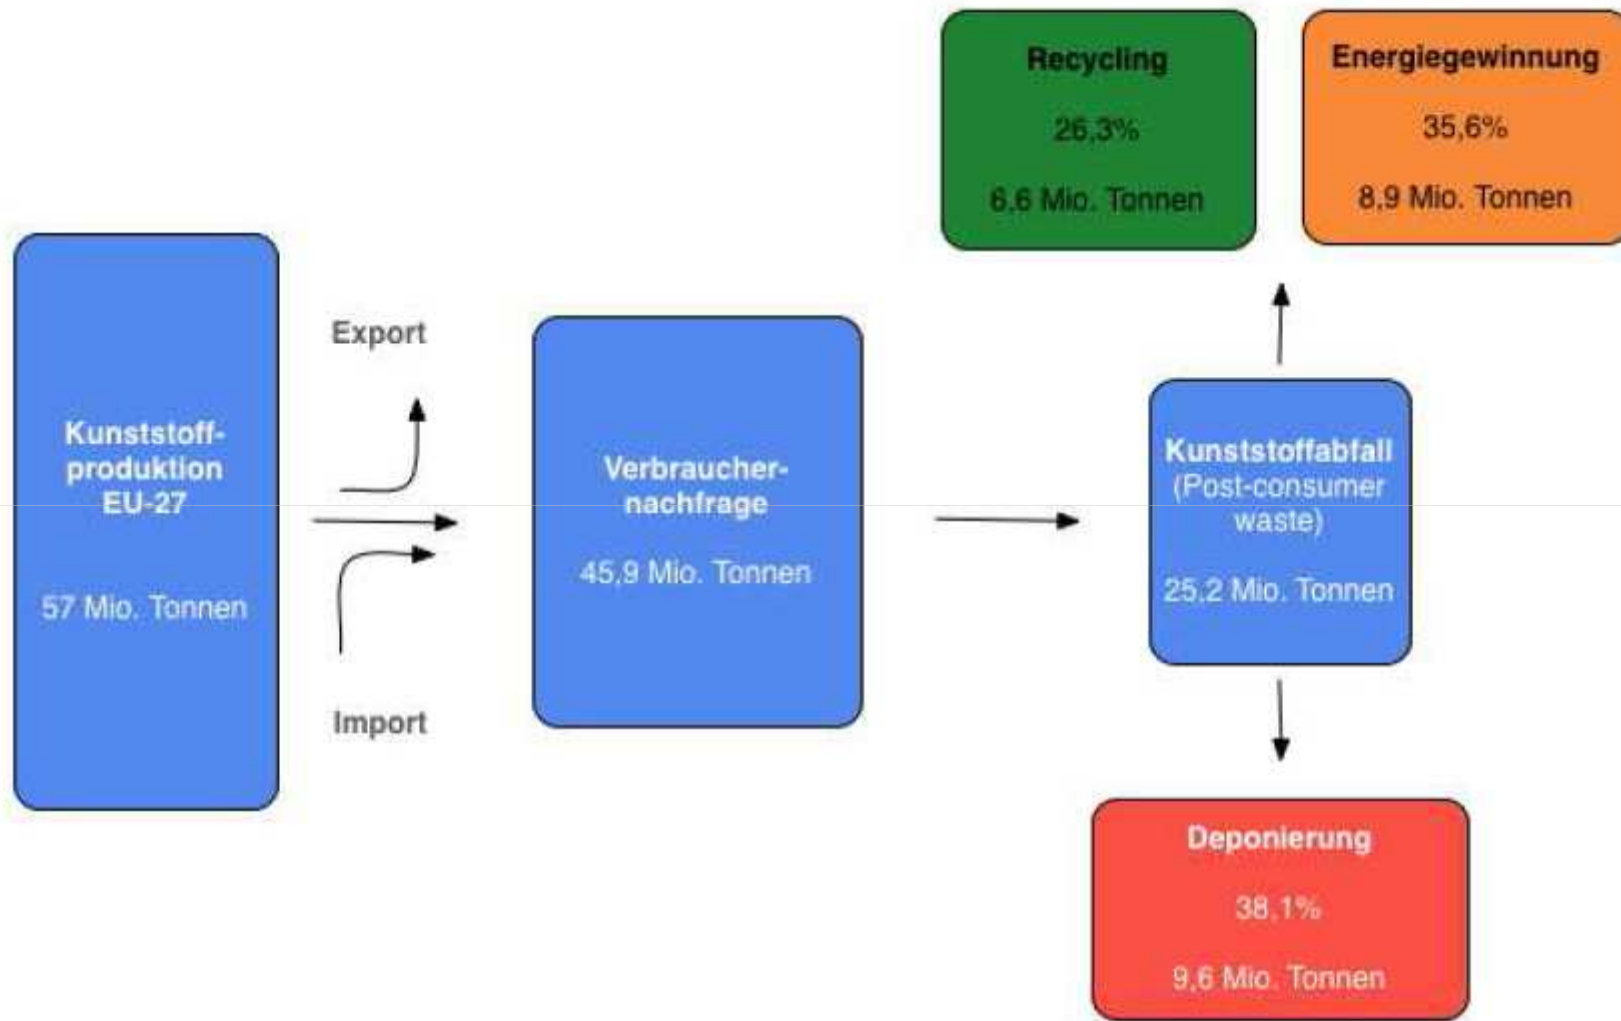 Recycling
26,3%
6,6 Mio. Tonnen
Energiegewinnung
35,6%
8,9 Mio. Tonnen
Kunststoff-
produktion
EU-27
57 Mio. Tonnen
Export
Import
Verbraucher-
nachfrage
45,9 Mio. Tonnen
Kunststoffabfall
(Post-consumer
waste)
25,2 Mio. Tonnen
Deponierung
38,1%
9,6 Mio. Tonnen